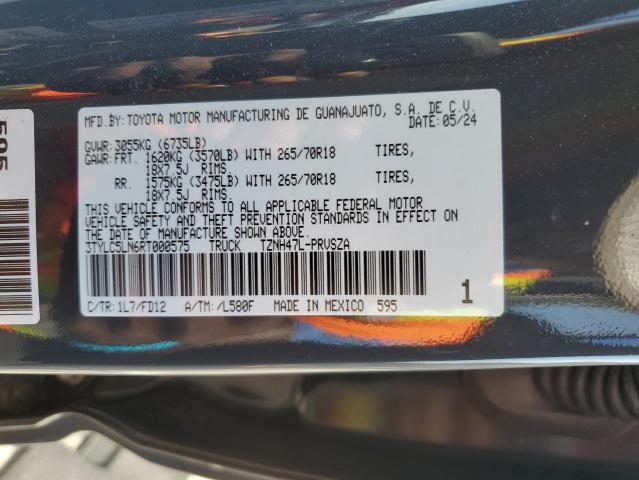 MFD.BY:TOYOTA MOTOR MANUFACTURING DE GUANAJUATO, S.A. DE C.V.
DATE: 05/24
GVWR:3055KG (6735LB)
GAWR:FRT. 1620KG (3570LB) WITH 265/70R18 TIRES,
18X7.5J RIMS.
RR. 1575KG (3475LB) WITH 265/70R18 TIRES,
18X7.5J RIMS
THIS VEHICLE CONFORMS TO ALL APPLICABLE FEDERAL MOTOR
VEHICLE SAFETY AND THEFT PREVENTION STANDARDS IN EFFECT ON
THE DATE OF MANUFACTURE SHOWN ABOVE.
3TYLC5LN6RT000575 TRUCK TZNH47L-PRVSZA
C/TR:1L7/FD12 A/TM:/L580F MADE IN MEXICO 595
1
595